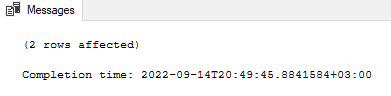 Messages
(2 rows affected)
Completion time: 2022-09-14T20:49:45.8841584+03:00